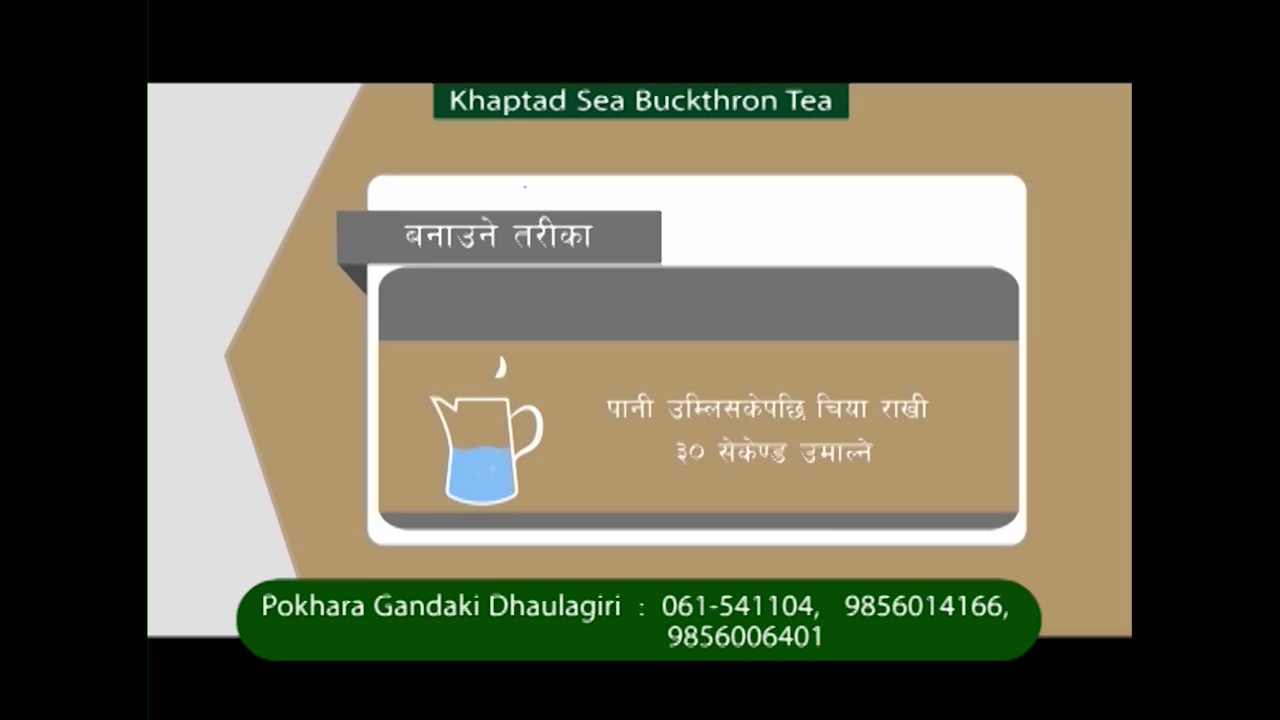 Khaptad Sea Buckthron Tea
बनाउने तरीका
पानी उम्लिसकेपछि चिया राखी
३० सेकेण्ड उमाल्ने
Pokhara Gandaki Dhaulagiri : 061-541104, 9856014166,
9856006401